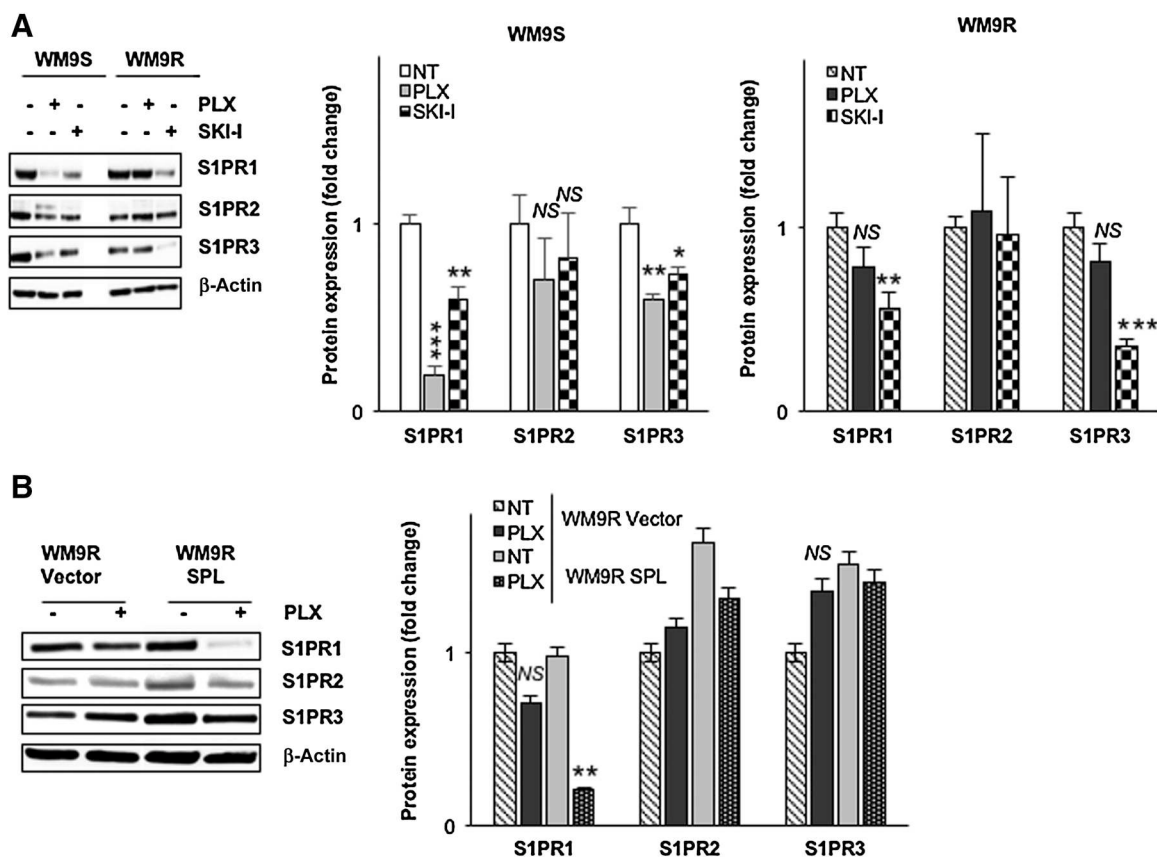 A
WM9S WM9R
- + - - + - PLX
- - + - - + SKI-I
S1PR1
S1PR2
S1PR3
β-Actin
WM9S
NT
PLX
SKI-I
Protein expression (fold change)
1
0
*** ** NS NS ** *
S1PR1 S1PR2 S1PR3
WM9R
NT
PLX
SKI-I
Protein expression (fold change)
1
0
NS ** NS ***
S1PR1 S1PR2 S1PR3
B
WM9R Vector
WM9R SPL
- + - + PLX
S1PR1
S1PR2
S1PR3
β-Actin
NT
PLX
WM9R Vector
NT
PLX
WM9R SPL
Protein expression (fold change)
1
0
NS ** NS
S1PR1 S1PR2 S1PR3